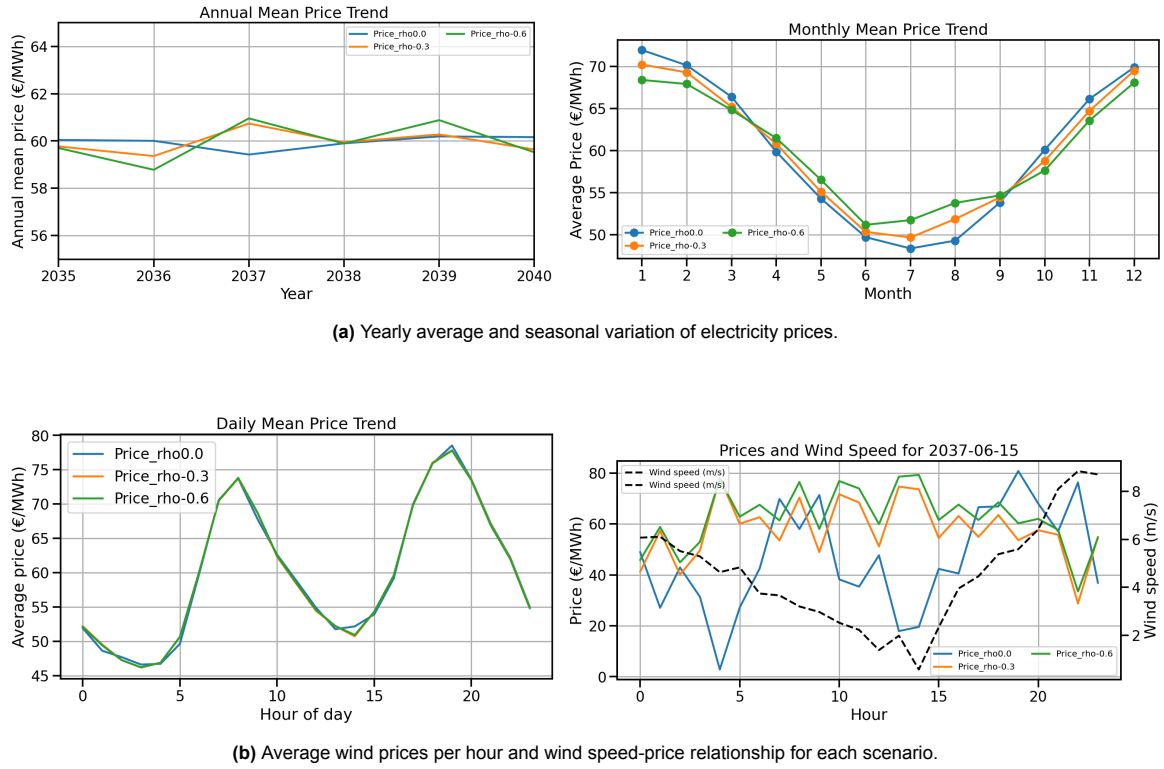 Annual Mean Price Trend
Price_rho0.0
Price_rho-0.3
Price_rho-0.6
Annual mean price (€/MWh)
64
62
60
58
56
2035 2036 2037 2038 2039 2040
Year
Monthly Mean Price Trend
Average Price (€/MWh)
70
65
60
55
50
Price_rho0.0
Price_rho-0.3
Price_rho-0.6
1 2 3 4 5 6 7 8 9 10 11 12
Month
(a) Yearly average and seasonal variation of electricity prices.
Daily Mean Price Trend
Price_rho0.0
Price_rho-0.3
Price_rho-0.6
Average price (€/MWh)
80
75
70
65
60
55
50
45
0 5 10 15 20
Hour of day
Prices and Wind Speed for 2037-06-15
Wind speed (m/s)
Wind speed (m/s)
Price (€/MWh)
80
60
40
20
0
Price_rho0.0
Price_rho-0.3
Price_rho-0.6
8
6
4
2
Wind speed (m/s)
0 5 10 15 20
Hour
(b) Average wind prices per hour and wind speed-price relationship for each scenario.